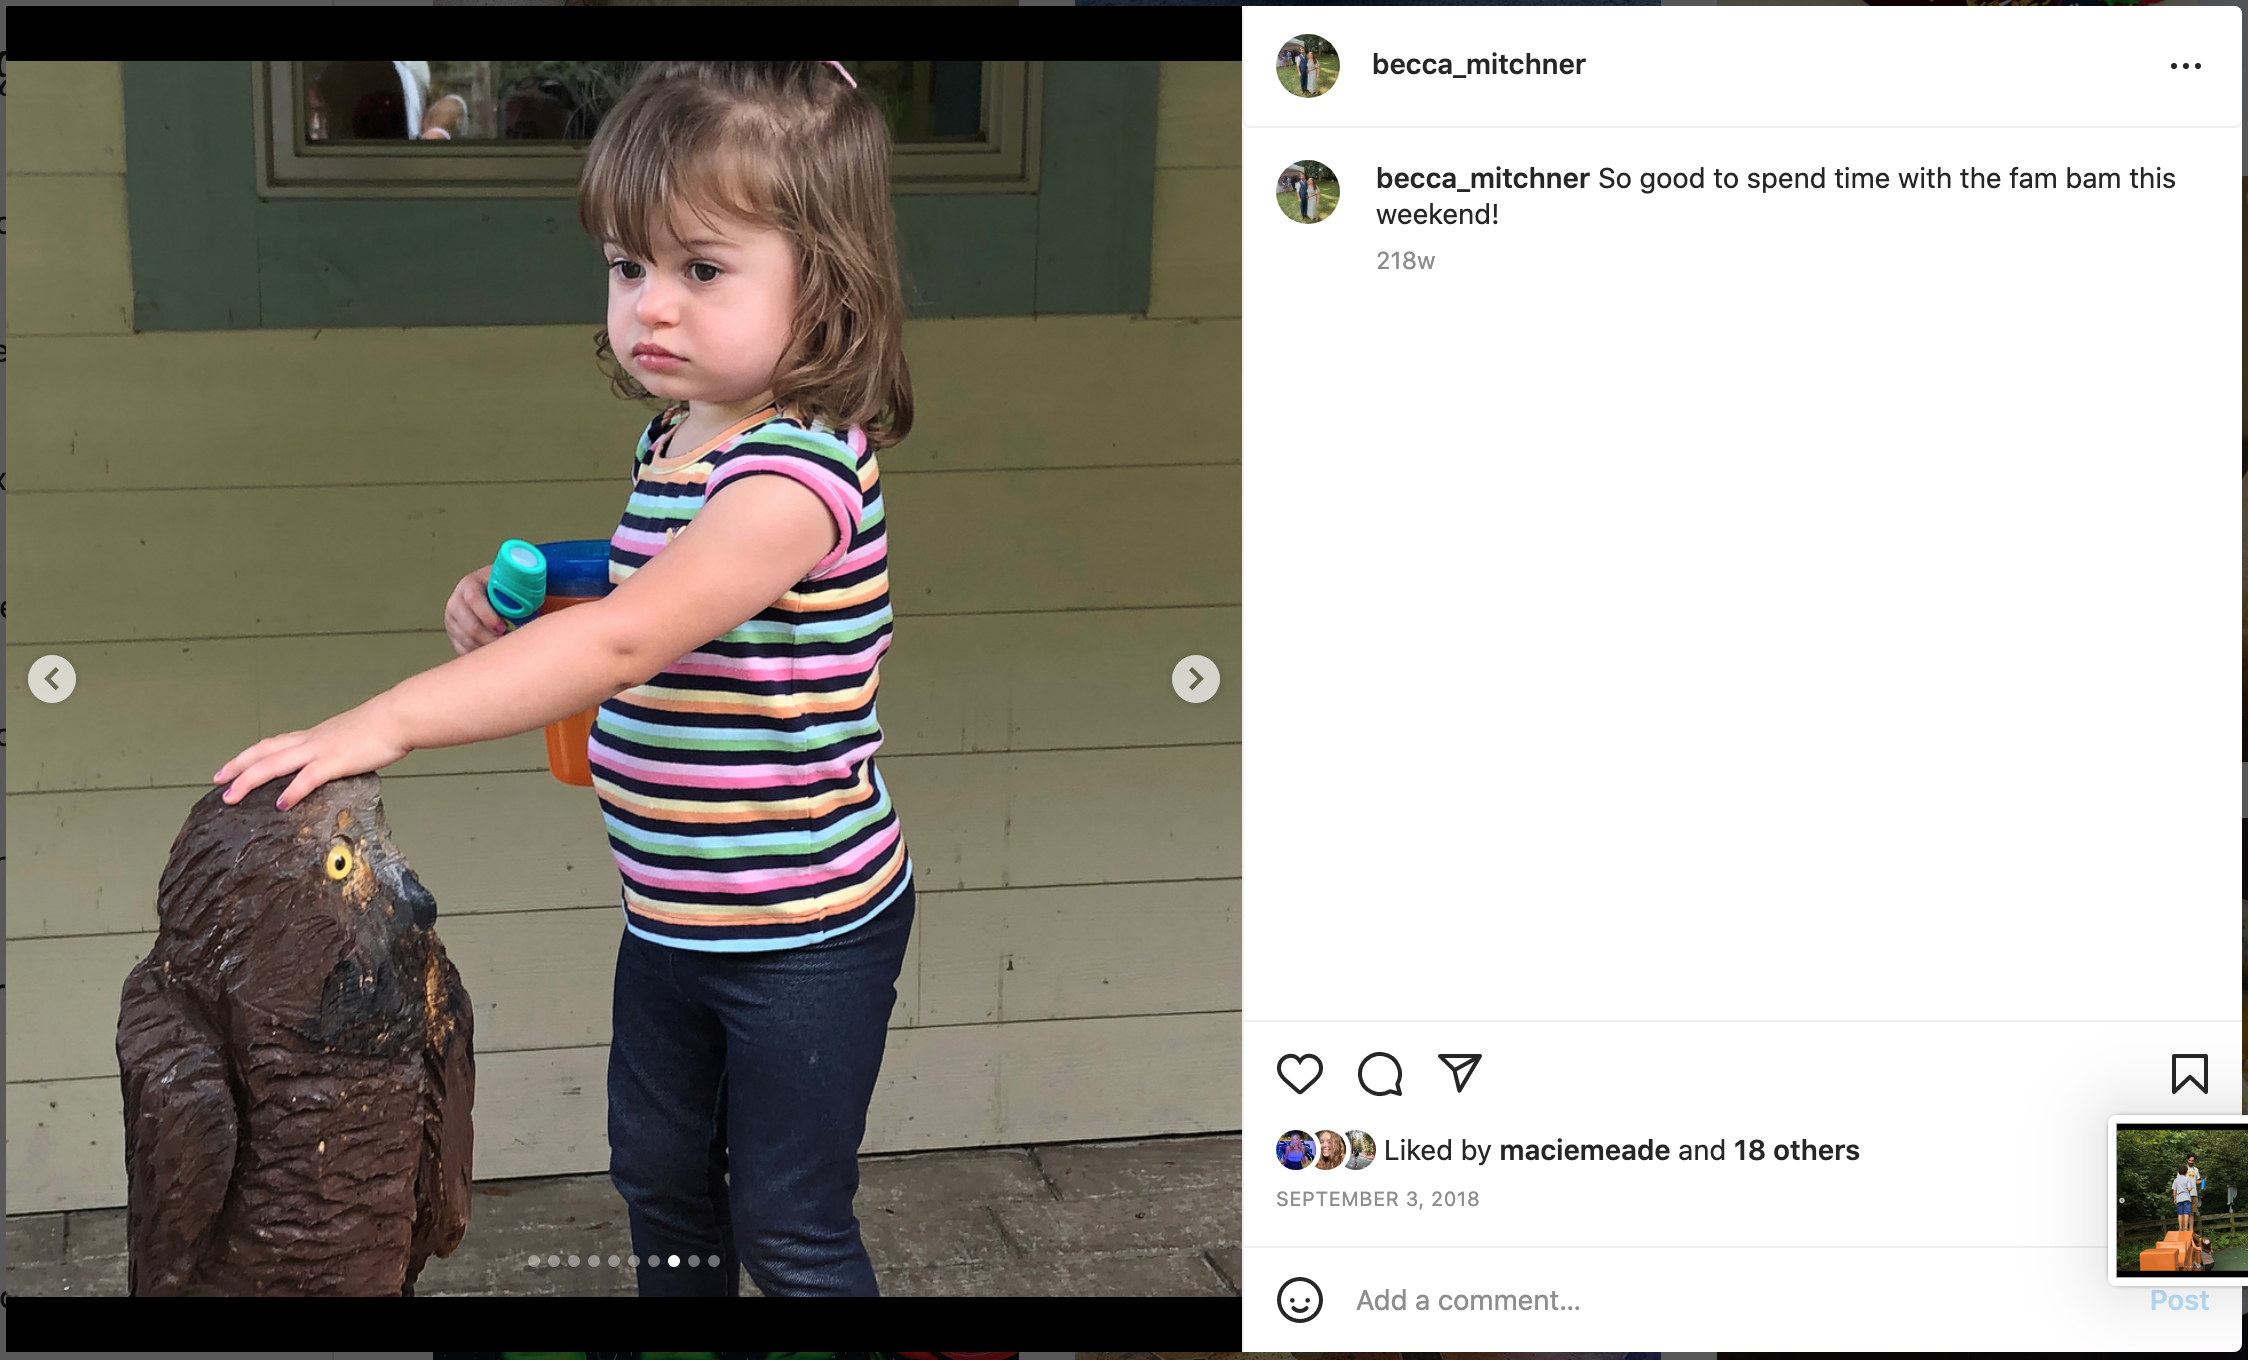 becca_mitchner
becca_mitchner So good to spend time with the fam bam this
weekend!
218w
Liked by maciemeade and 18 others
SEPTEMBER 3, 2018
Add a comment...
Post